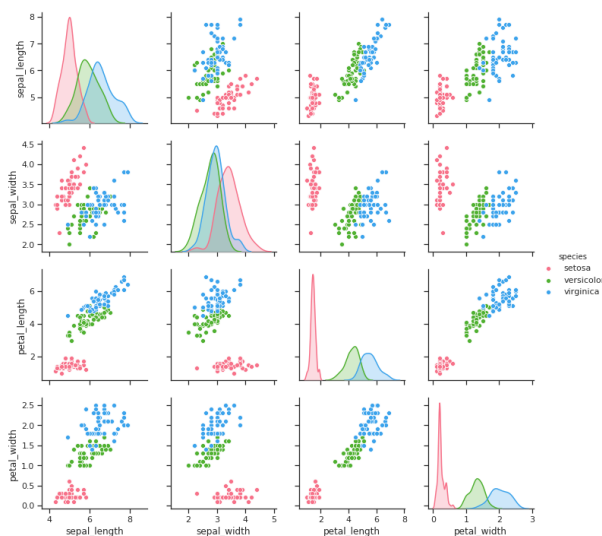 8
7
6
5
sepal_length
4.5
4.0
3.5
3.0
2.5
2.0
sepal_width
6
4
2
petal_length
species
setosa
versicolo
virginica
2.5
2.0
1.5
1.0
0.5
0.0
petal_width
4 6 8
sepal_length
2 3 4 5
sepal_width
2 4 6 8
petal_length
0 1 2 3
petal_width